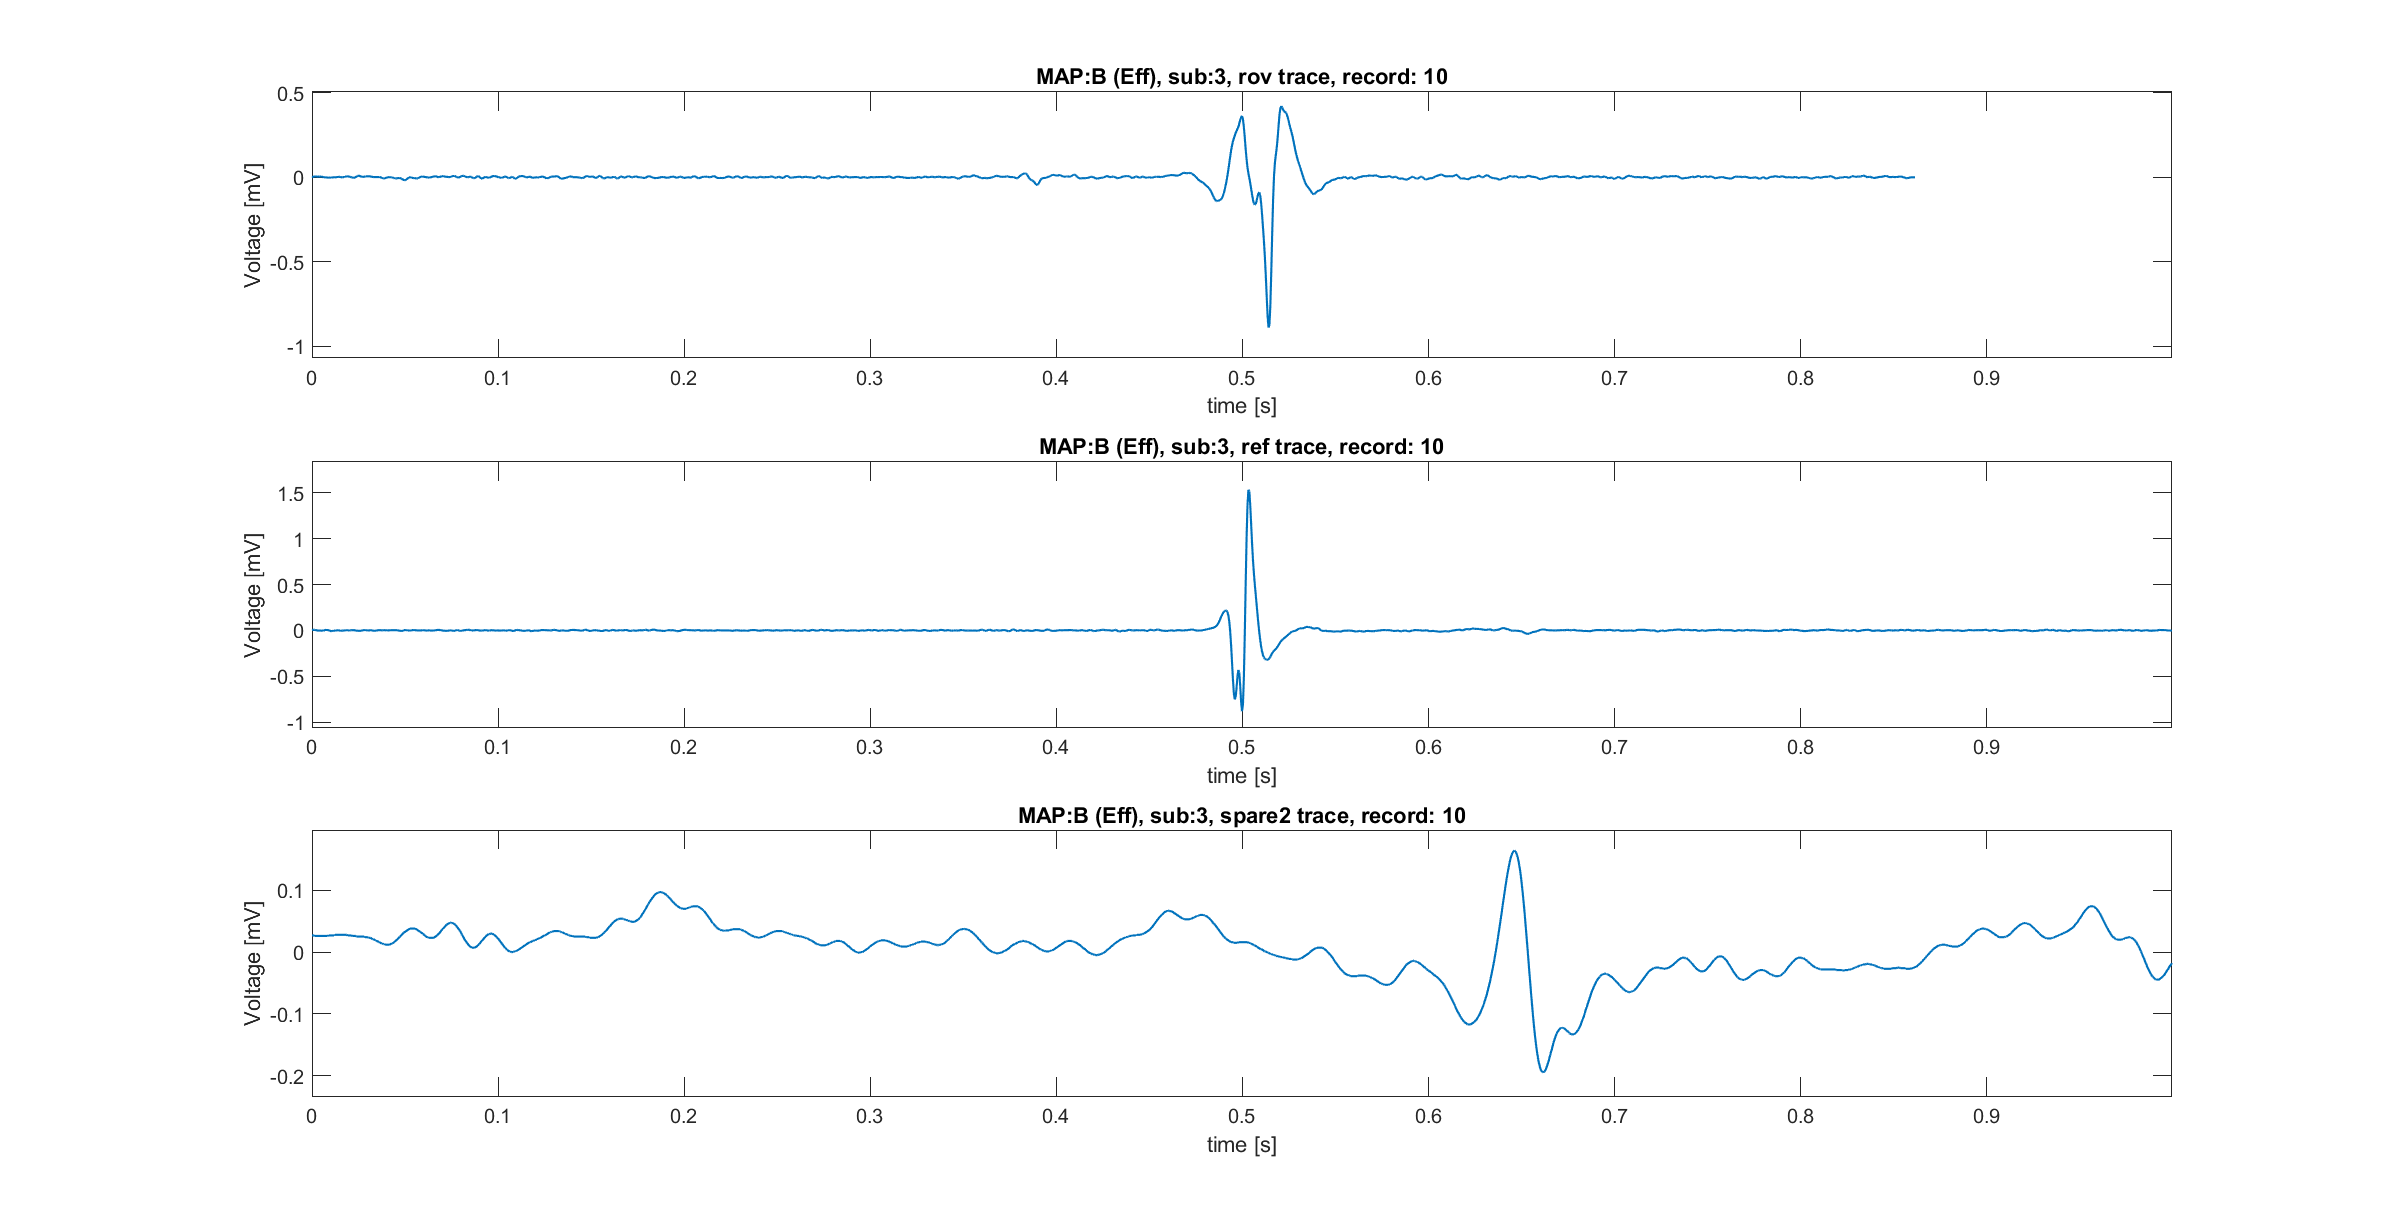 MAP:B (Eff), sub:3, rov trace, record: 10
Voltage [mV]
0.5
0
-0.5
-1
0 0.1 0.2 0.3 0.4 0.5 0.6 0.7 0.8 0.9
time [s]
MAP:B (Eff), sub:3, ref trace, record: 10
Voltage [mV]
1.5
1
0.5
0
-0.5
-1
0 0.1 0.2 0.3 0.4 0.5 0.6 0.7 0.8 0.9
time [s]
MAP:B (Eff), sub:3, spare2 trace, record: 10
Voltage [mV]
0.1
0
-0.1
-0.2
0 0.1 0.2 0.3 0.4 0.5 0.6 0.7 0.8 0.9
time [s]